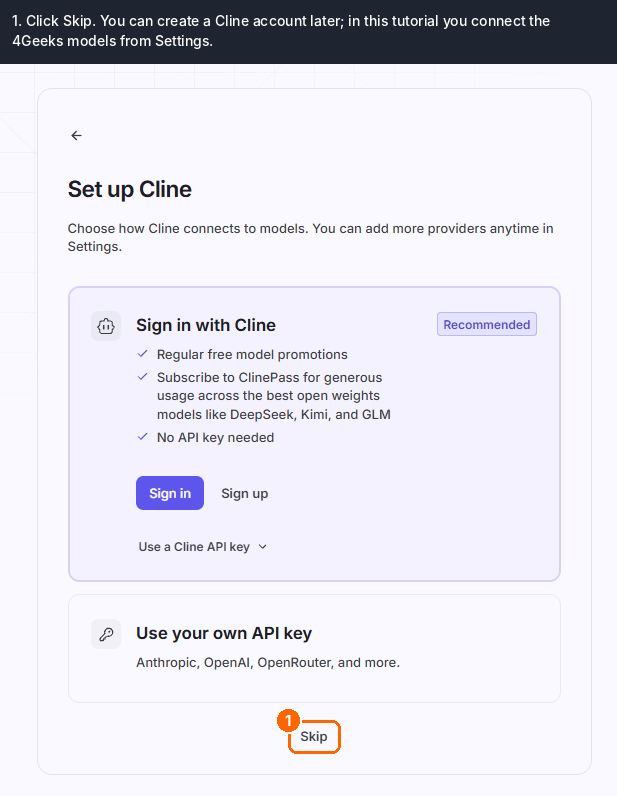 1. Click Skip. You can create a Cline account later; in this tutorial you connect the
4Geeks models from Settings.
Set up Cline
Choose how Cline connects to models. You can add more providers anytime in
Settings.
Sign in with Cline
Recommended
Regular free model promotions
Subscribe to ClinePass for generous
usage across the best open weights
models like DeepSeek, Kimi, and GLM
No API key needed
Sign in
Sign up
Use a Cline API key
Use your own API key
Anthropic, OpenAI, OpenRouter, and more.
1
Skip